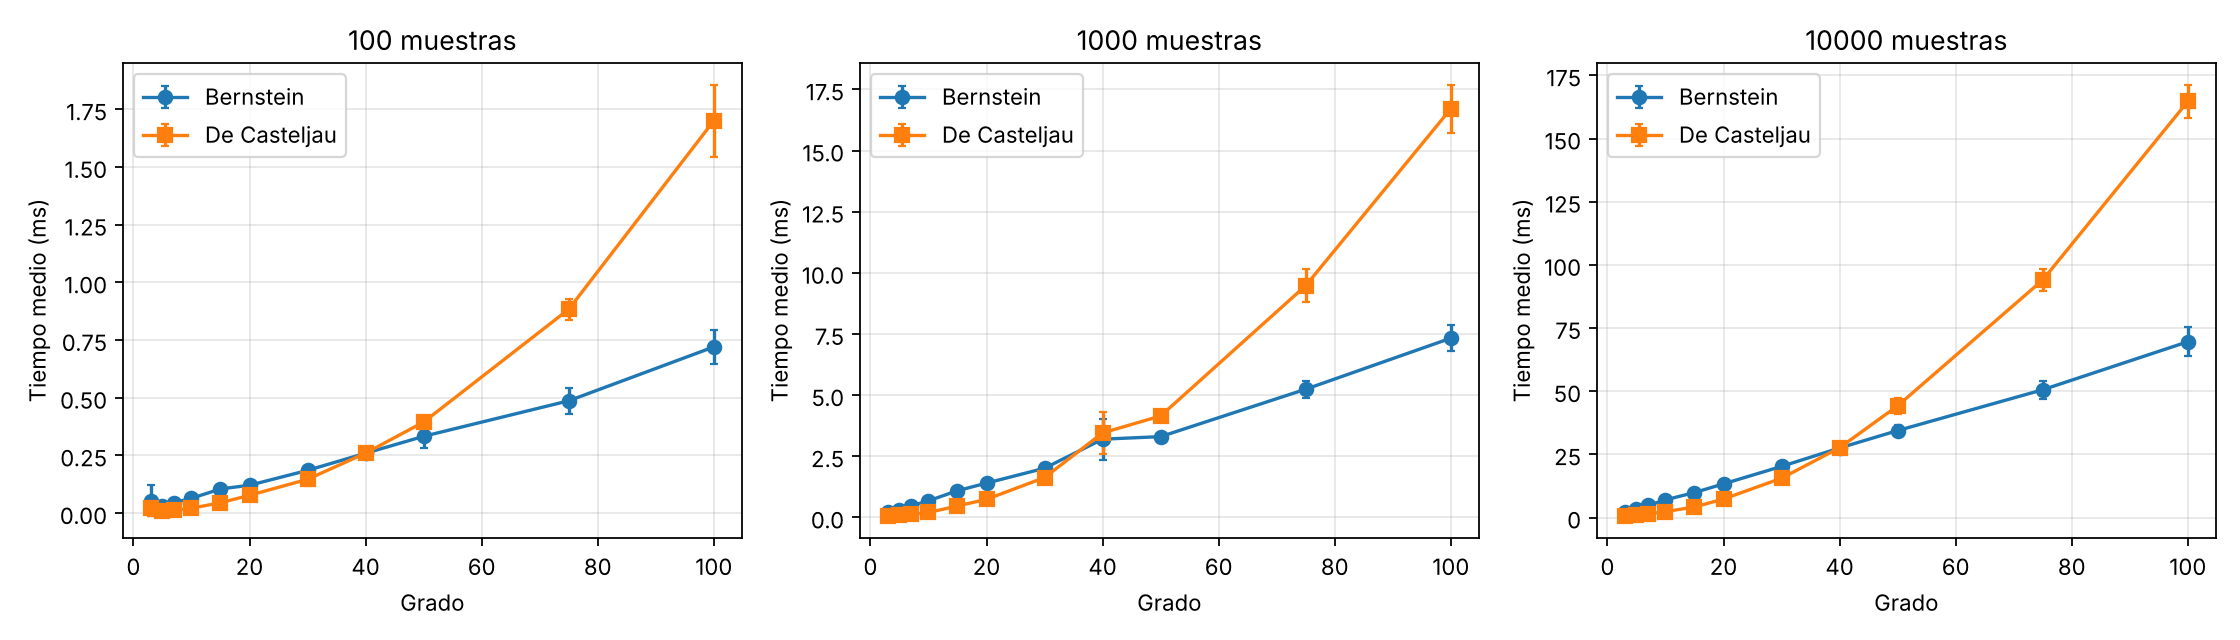 100 muestras
Bernstein
De Casteljau
1.75
1.50
1.25
1.00
0.75
0.50
0.25
0.00
Tiempo medio (ms)
0 20 40 60 80 100
Grado
1000 muestras
Bernstein
De Casteljau
17.5
15.0
12.5
10.0
7.5
5.0
2.5
0.0
Tiempo medio (ms)
0 20 40 60 80 100
Grado
10000 muestras
Bernstein
De Casteljau
175
150
125
100
75
50
25
0
Tiempo medio (ms)
0 20 40 60 80 100
Grado